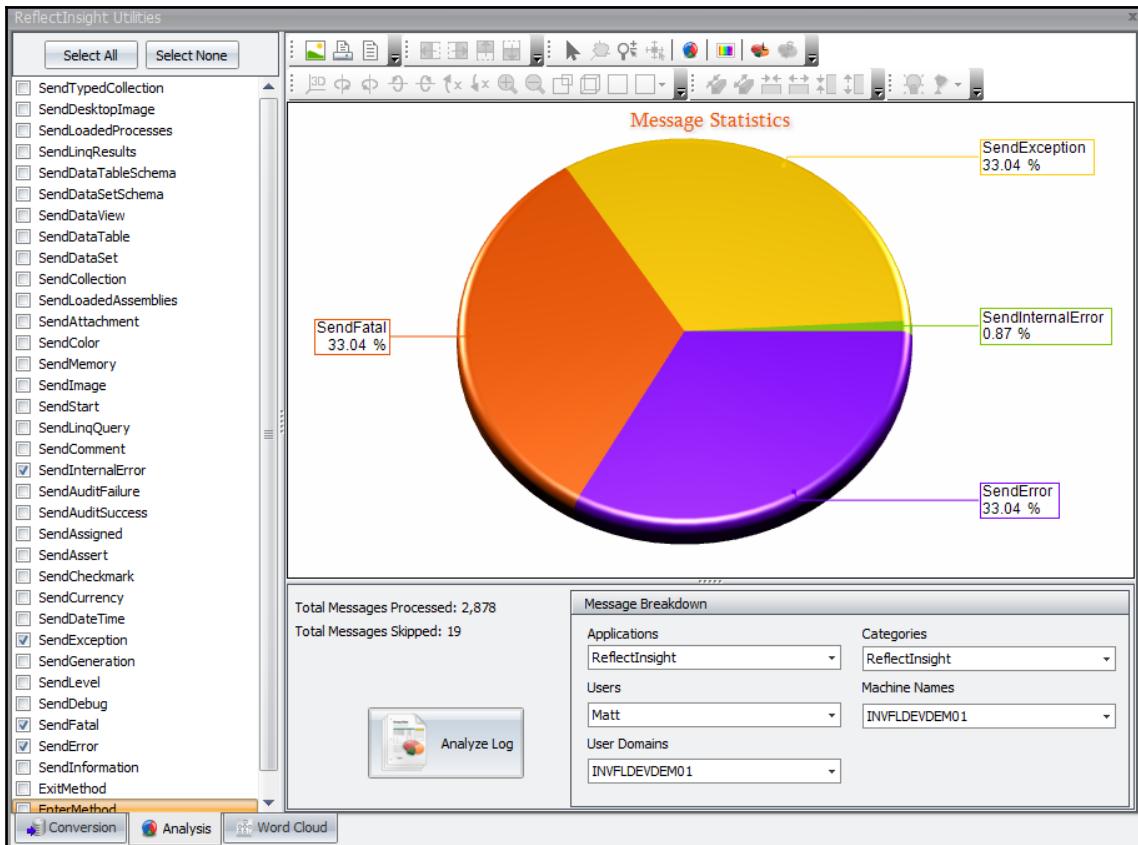 ReflectInsight Utilities
x
Select All
Select None
SendTypedCollection
SendDesktopImage
SendLoadedProcesses
SendLinqResults
SendDataTableSchema
SendDataSetSchema
SendDataView
SendDataTable
SendDataSet
SendCollection
SendLoadedAssemblies
SendAttachment
SendColor
SendMemory
SendImage
SendStart
SendLinqQuery
SendComment
SendInternalError
SendAuditFailure
SendAuditSuccess
SendAssigned
SendAssert
SendCheckmark
SendCurrency
SendDateTime
SendException
SendGeneration
SendLevel
SendDebug
SendFatal
SendError
SendInformation
ExitMethod
EnterMethod
3D
Message Statistics
SendException
33.04 %
SendFatal
33.04 %
SendInternalError
0.87 %
SendError
33.04 %
Total Messages Processed: 2,878
Total Messages Skipped: 19
Analyze Log
Message Breakdown
Applications
ReflectInsight
Categories
ReflectInsight
Users
Matt
Machine Names
INVFLDEVDEM01
User Domains
INVFLDEVDEM01
Conversion
Analysis
Word Cloud